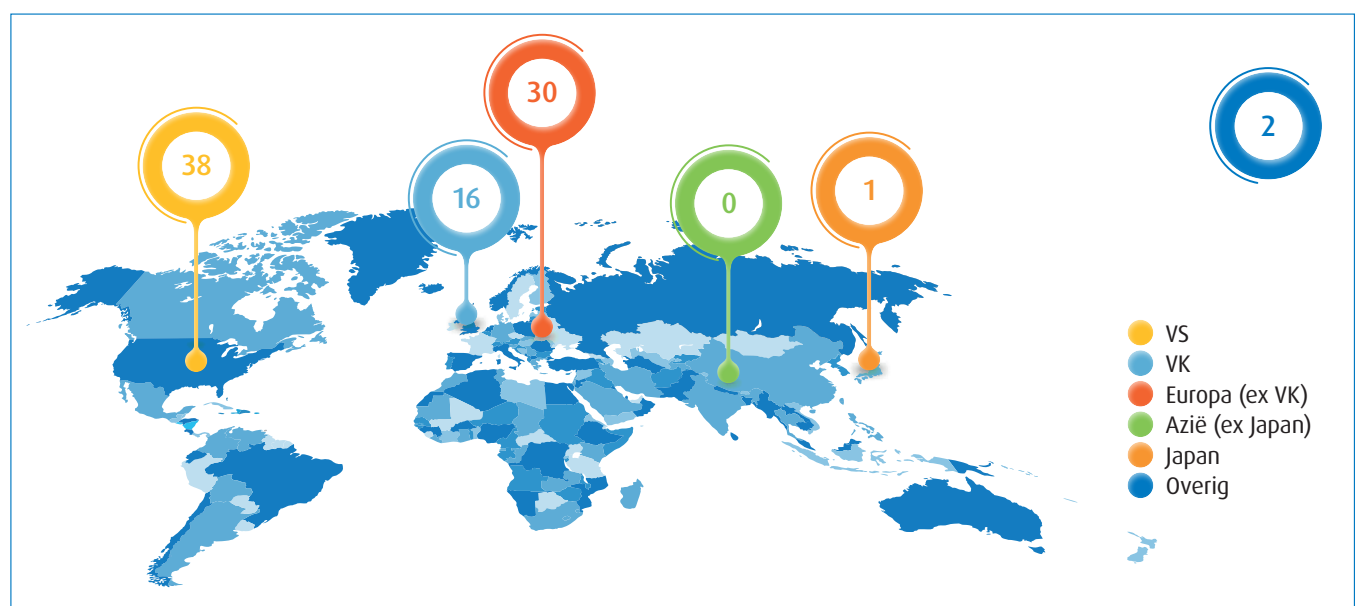 30
2
38
16
0
1
VS
VK
Europa (ex VK)
Azië (ex Japan)
Japan
Overig